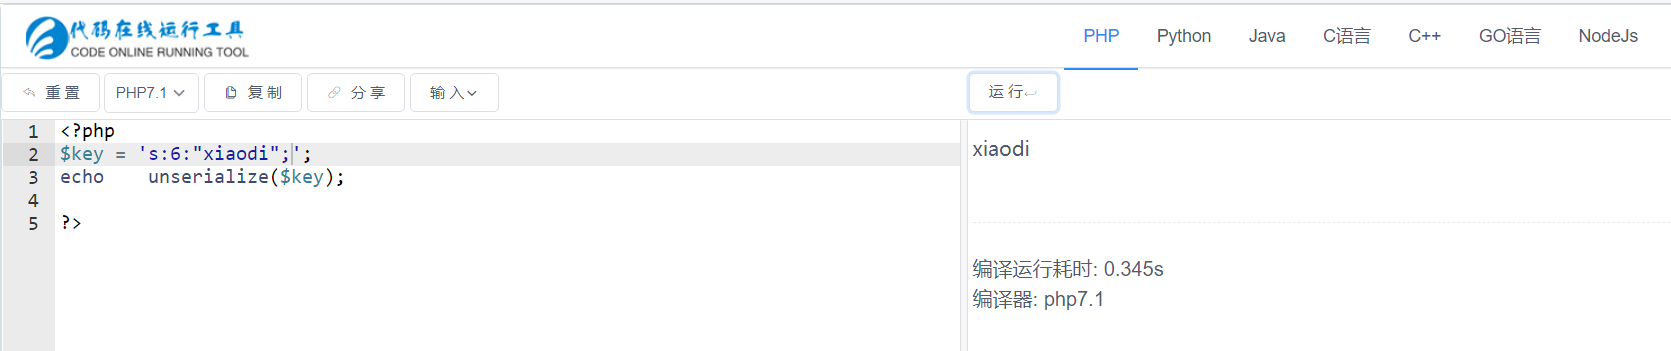 代码在线运行工具
CODE ONLINE RUNNING TOOL
PHP Python Java C语言 C++ GO语言 NodeJs
重置 PHP7.1 复制 分享 输入 运行
1 <?php
2 $key = 's:6:"xiaodi";';
3 echo    unserialize($key);
4
5 ?>
xiaodi
编译运行耗时: 0.345s
编译器: php7.1